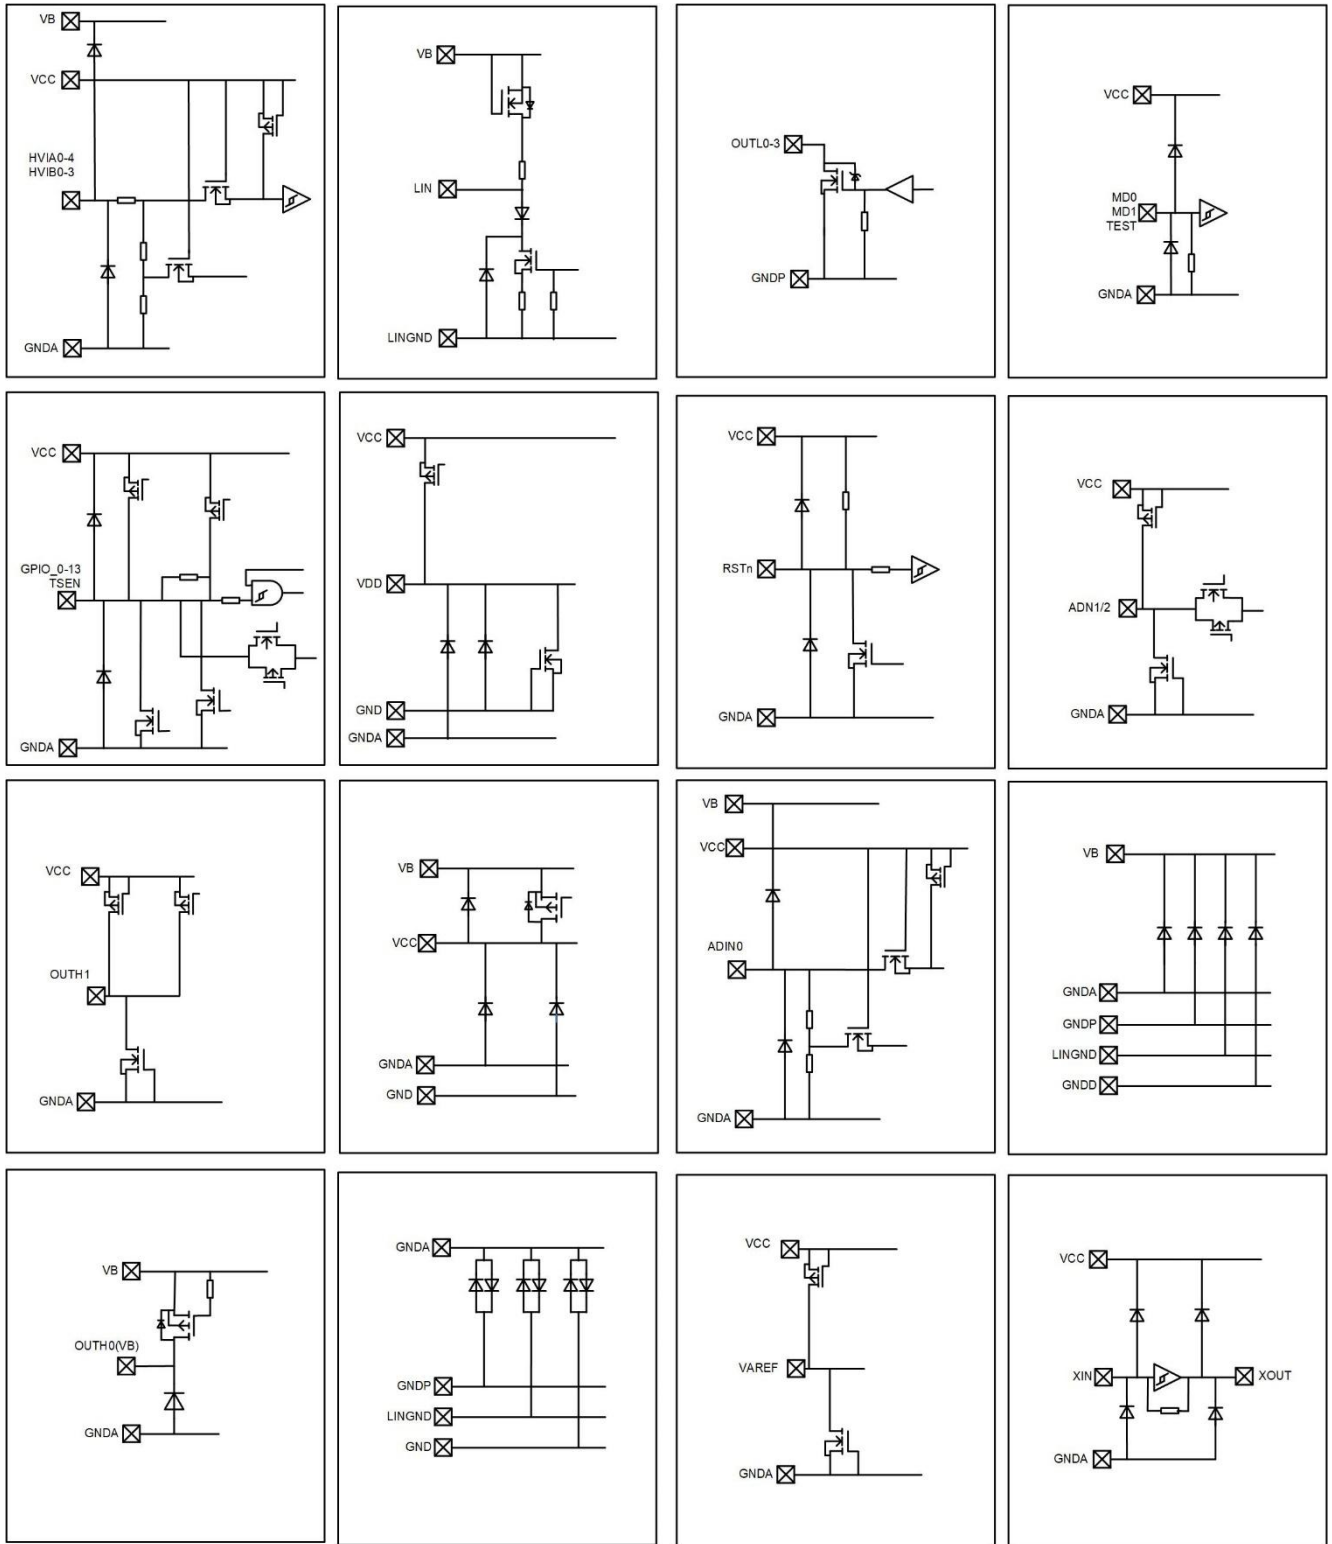 VB
VCC
HVIA0-4
HVIB0-3
GNDA
VB
LIN
LINGND
OUTL0-3
GNDP
VCC
MD0
MD1
TEST
GNDA
VCC
GPIO_0-13
TSEN
GNDA
VCC
VDD
GND
GNDA
VCC
RSTn
GNDA
VCC
ADN1/2
GNDA
VCC
OUTH1
GNDA
VB
VCC
GNDA
GND
VB
VCC
ADIN0
GNDA
VB
GNDA
GNDP
LINGND
GNDD
VB
OUTH0(VB)
GNDA
GNDA
GNDP
LINGND
GND
VCC
VAREF
GNDA
VCC
XIN
XOUT
GNDA